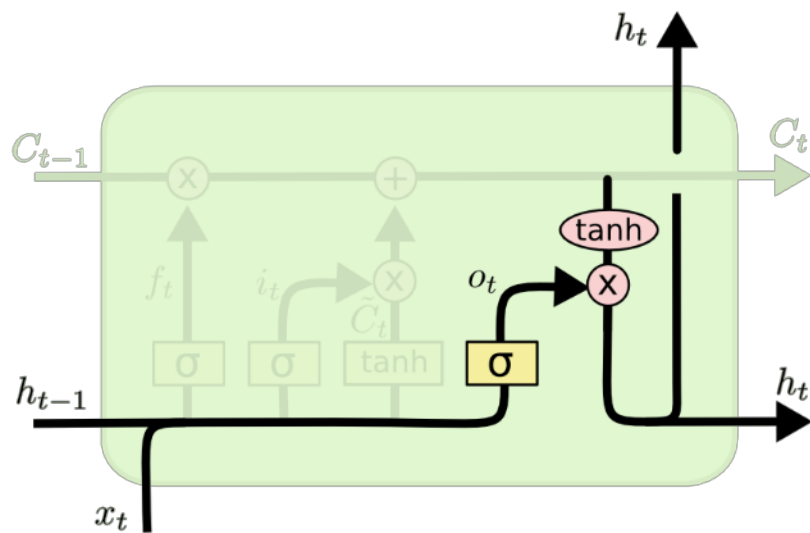 h_t
C_{t-1}
C_t
x
+
tanh
f_t
i_t
o_t
x
x
C̃_t
σ
σ
tanh
σ
h_{t-1}
h_t
x_t